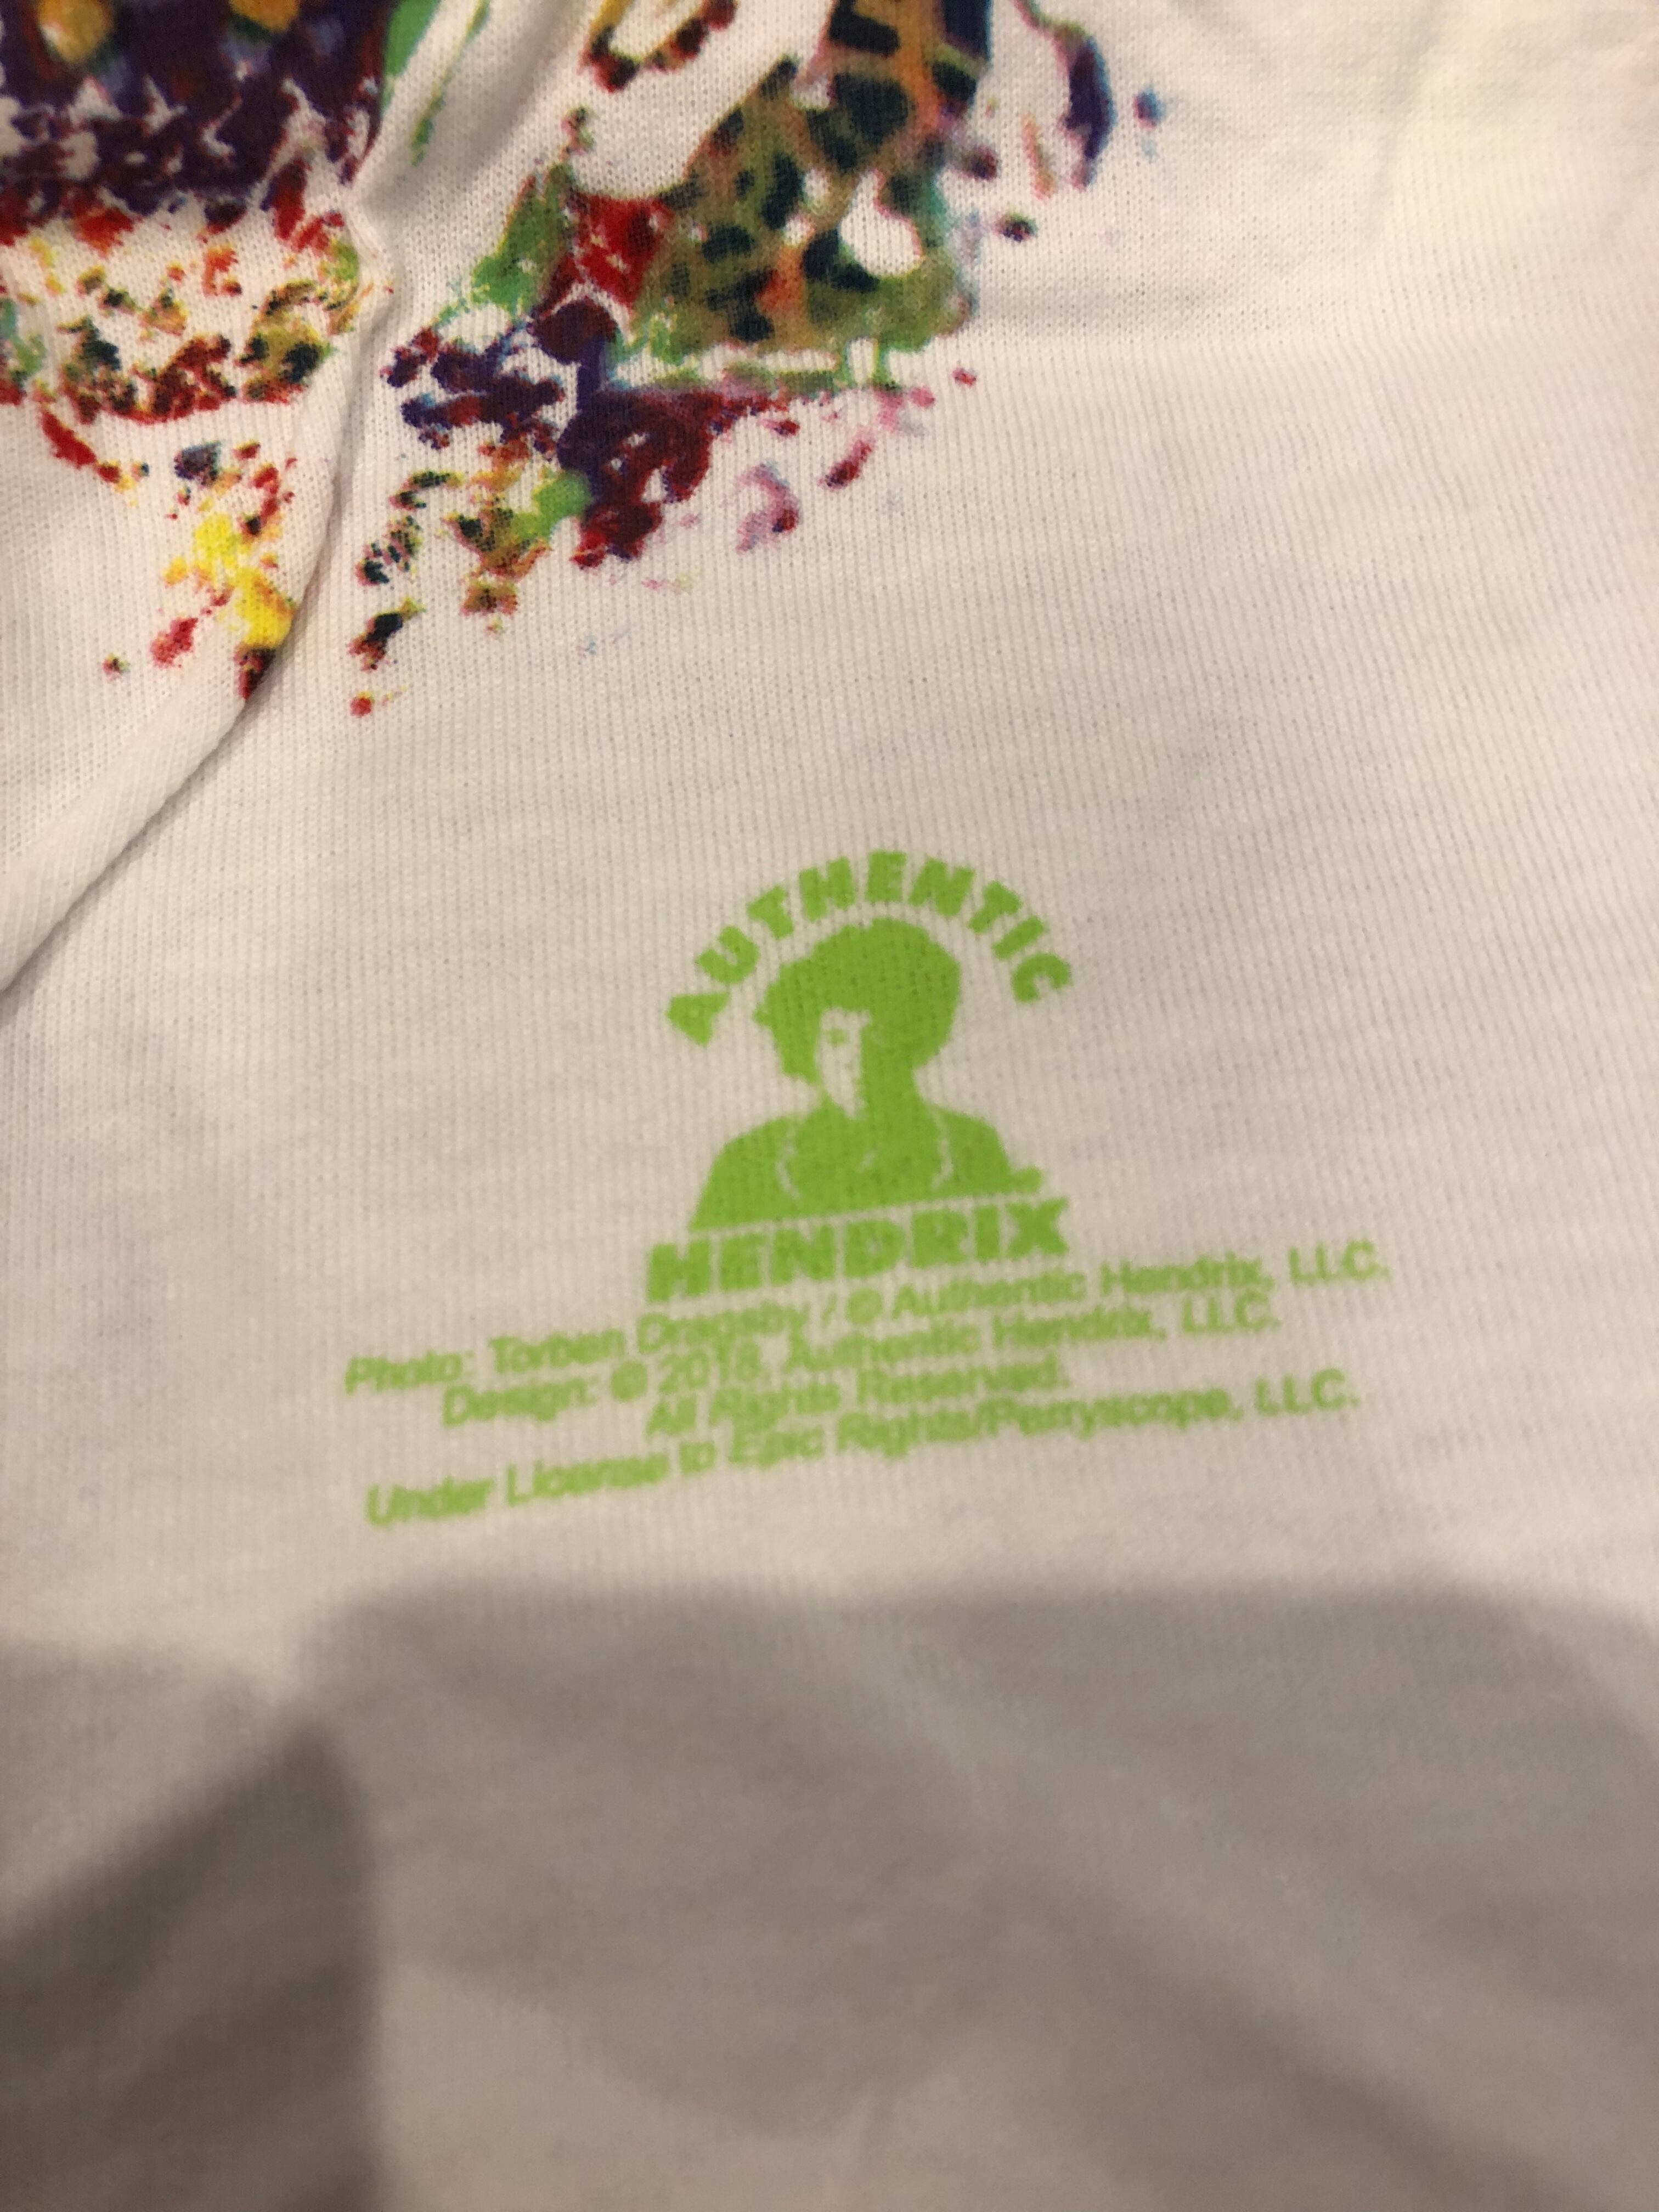 AUTHENTIC
HENDRIX
Photo: Torben Dragsby / © Authentic Hendrix, LLC.
Design: © 2018, Authentic Hendrix, LLC.
All Rights Reserved.
Under License to Epic Rights/Perryscope, LLC.